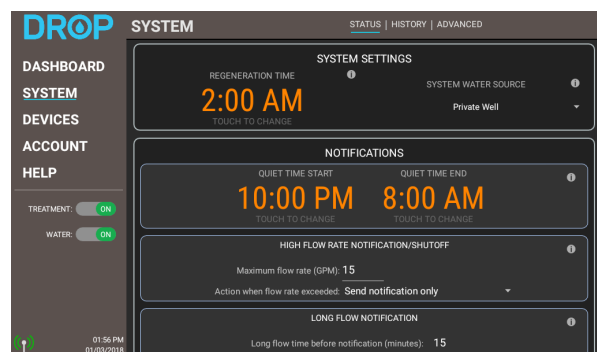 DROP
SYSTEM
STATUS | HISTORY | ADVANCED
DASHBOARD
SYSTEM
DEVICES
ACCOUNT
HELP
TREATMENT: ON
WATER: ON
01:56 PM
01/03/2018
SYSTEM SETTINGS
REGENERATION TIME
2:00 AM
TOUCH TO CHANGE
SYSTEM WATER SOURCE
Private Well
NOTIFICATIONS
QUIET TIME START
10:00 PM
TOUCH TO CHANGE
QUIET TIME END
8:00 AM
TOUCH TO CHANGE
HIGH FLOW RATE NOTIFICATION/SHUTOFF
Maximum flow rate (GPM): 15
Action when flow rate exceeded: Send notification only
LONG FLOW NOTIFICATION
Long flow time before notification (minutes): 15